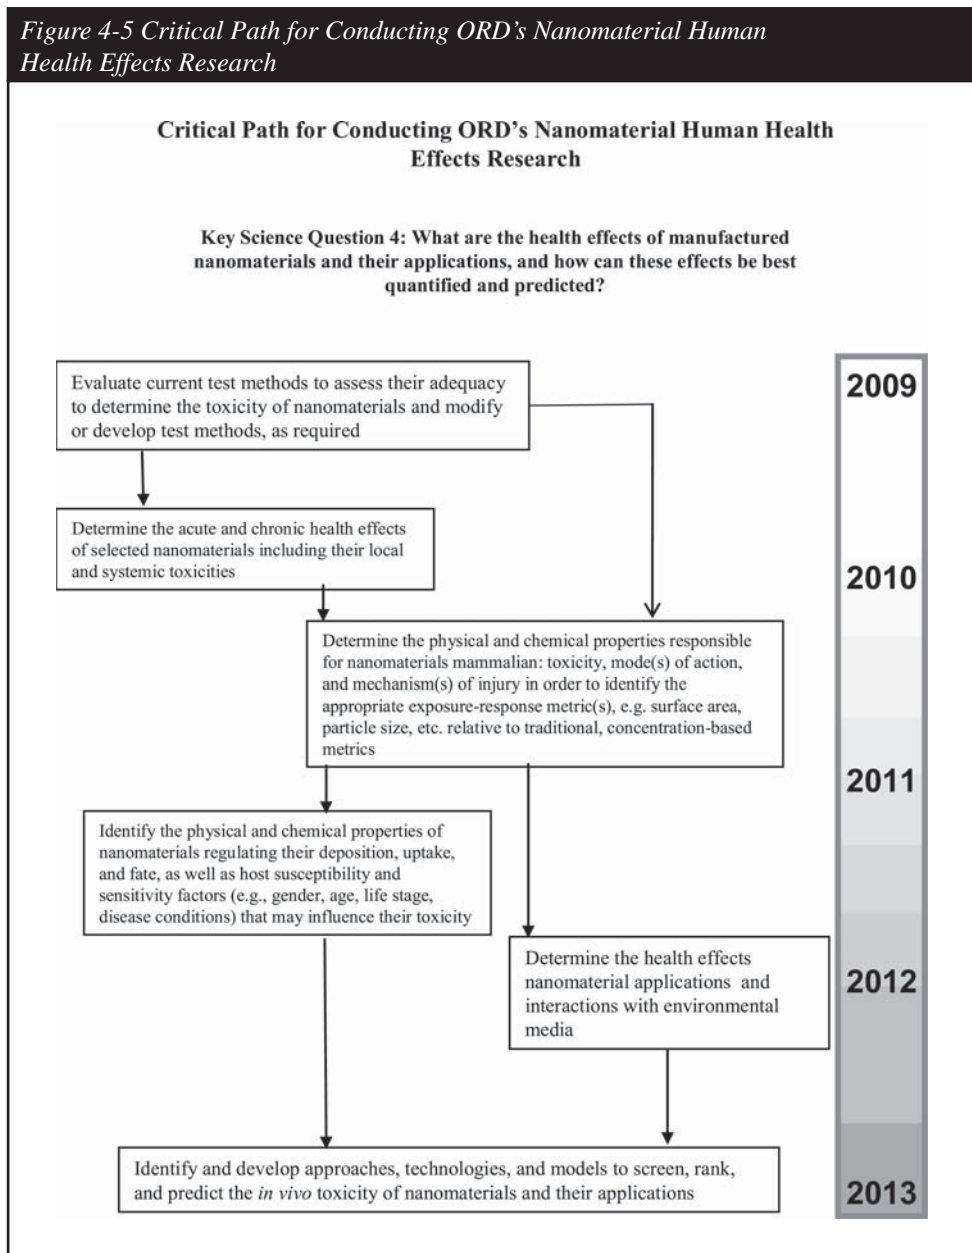 Figure 4-5 Critical Path for Conducting ORD's Nanomaterial Human
Health Effects Research
Critical Path for Conducting ORD's Nanomaterial Human Health
Effects Research
Key Science Question 4: What are the health effects of manufactured
nanomaterials and their applications, and how can these effects be best
quantified and predicted?
Evaluate current test methods to assess their adequacy
to determine the toxicity of nanomaterials and modify
or develop test methods, as required
2009
Determine the acute and chronic health effects
of selected nanomaterials including their local
and systemic toxicities
2010
Determine the physical and chemical properties responsible
for nanomaterials mammalian: toxicity, mode(s) of action,
and mechanism(s) of injury in order to identify the
appropriate exposure-response metric(s), e.g. surface area,
particle size, etc. relative to traditional, concentration-based
metrics
2011
Identify the physical and chemical properties of
nanomaterials regulating their deposition, uptake,
and fate, as well as host susceptibility and
sensitivity factors (e.g., gender, age, life stage,
disease conditions) that may influence their toxicity
Determine the health effects
nanomaterial applications and
interactions with environmental
media
2012
Identify and develop approaches, technologies, and models to screen, rank,
and predict the in vivo toxicity of nanomaterials and their applications
2013